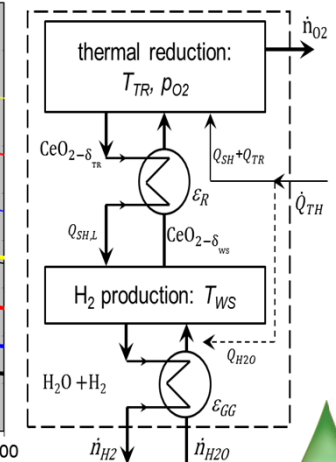 ṅ_O2
thermal reduction:
T_TR, p_O2
CeO_2−δ_TR
Q_SH+Q_TR
ε_R
Q̇_TH
Q_SH,L
CeO_2−δ_WS
H₂ production: T_WS
Q_H2O
H₂O +H₂
ε_GG
00
ṅ_H2
ṅ_H2O